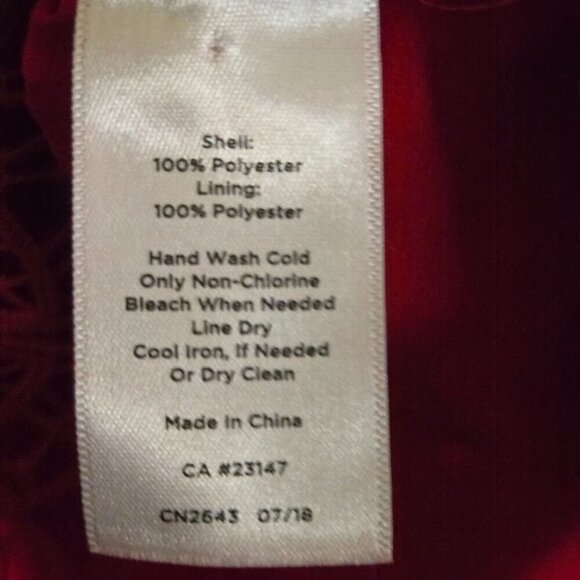 Shell:
100% Polyester
Lining:
100% Polyester
Hand Wash Cold
Only Non-Chlorine
Bleach When Needed
Line Dry
Cool Iron, If Needed
Or Dry Clean
Made In China
CA #23147
CN2643 07/18